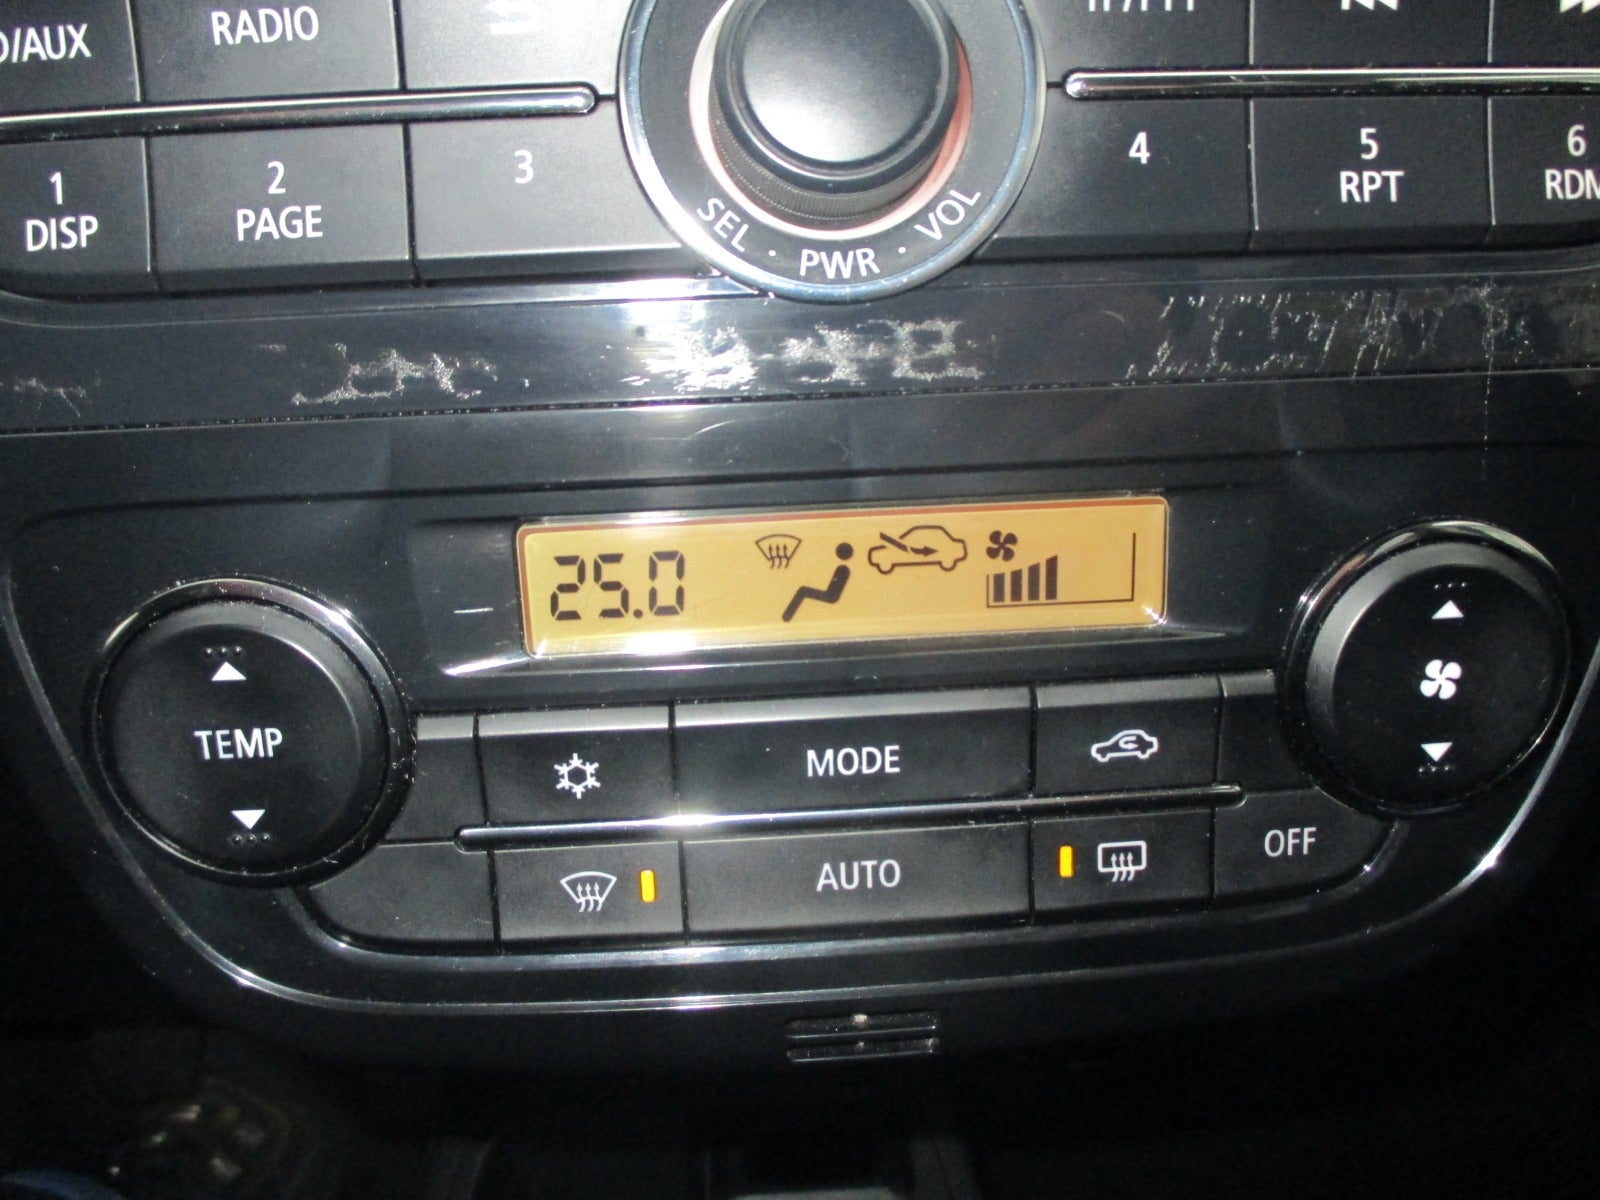 RADIO
/AUX
1
DISP
2
PAGE
3
SEL · PWR · VOL
4
5
RPT
6
RDM
25.0
TEMP
MODE
AUTO
OFF